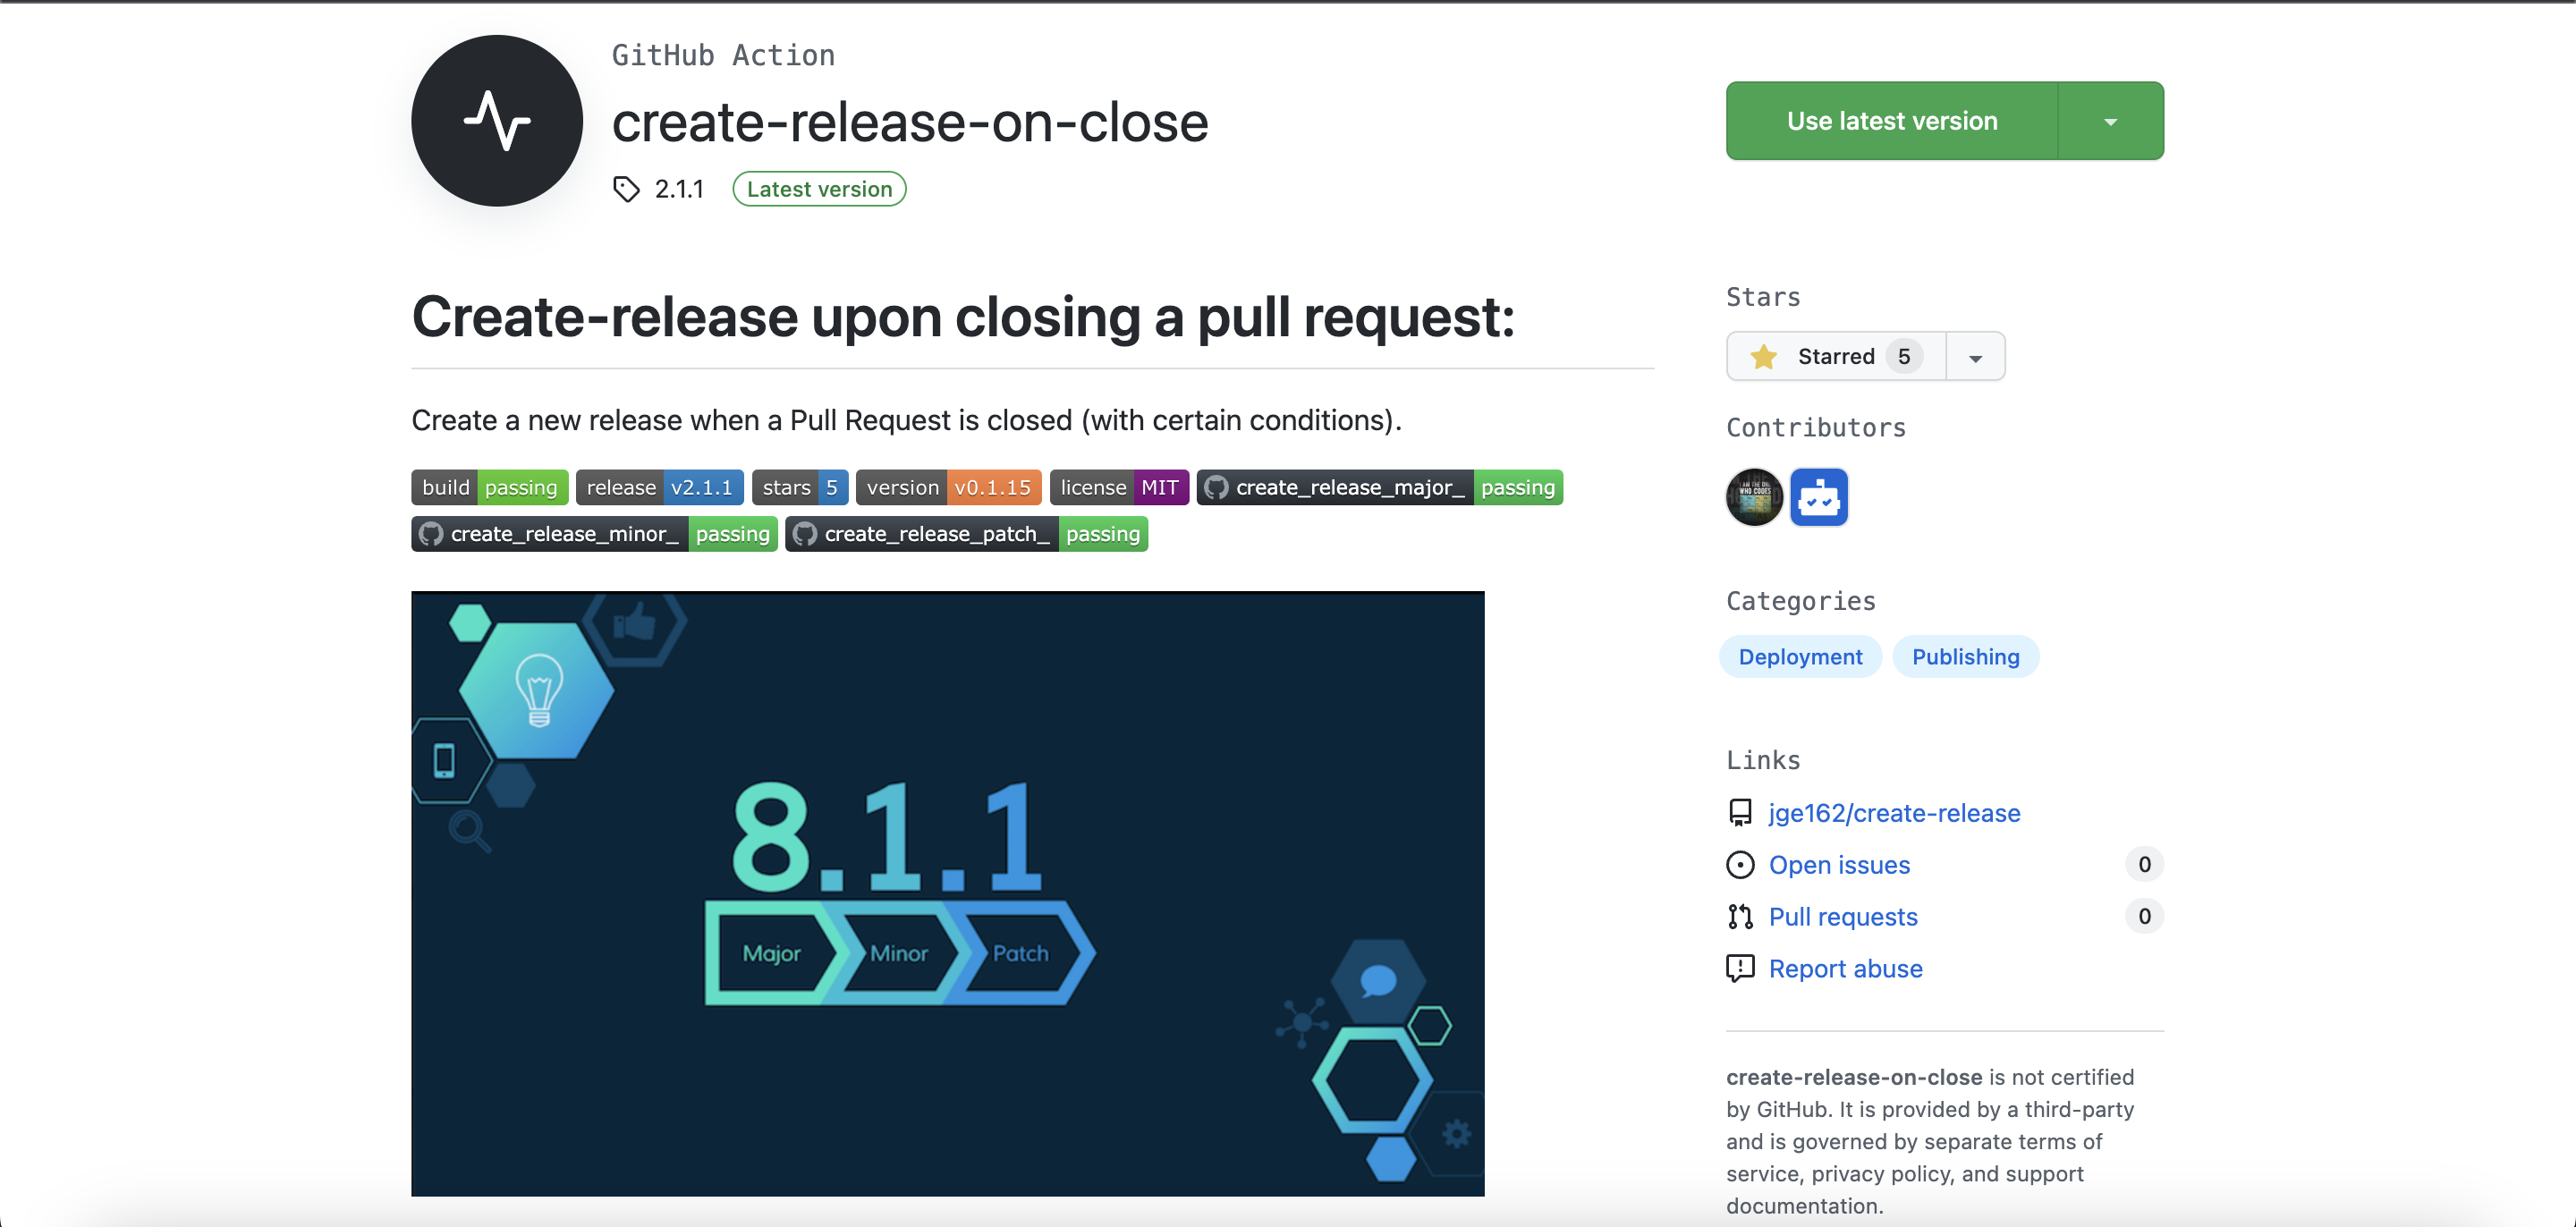 GitHub Action
create-release-on-close
2.1.1 Latest version
Use latest version
Create-release upon closing a pull request:
Create a new release when a Pull Request is closed (with certain conditions).
build passing release v2.1.1 stars 5 version v0.1.15 license MIT create_release_major_ passing
create_release_minor_ passing create_release_patch_ passing
8.1.1
Major Minor Patch
Stars
Starred 5
Contributors
I AM THE ONE
WHO CODES
Categories
Deployment Publishing
Links
jge162/create-release
Open issues 0
Pull requests 0
Report abuse
create-release-on-close is not certified
by GitHub. It is provided by a third-party
and is governed by separate terms of
service, privacy policy, and support
documentation.